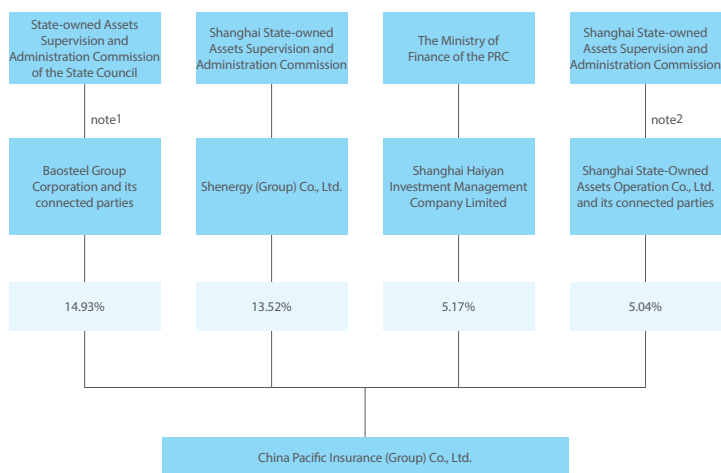 State-owned Assets
Supervision and
Administration Commission
of the State Council
Shanghai State-owned
Assets Supervision and
Administration Commission
The Ministry of
Finance of the PRC
Shanghai State-owned
Assets Supervision and
Administration Commission
note1
note2
Baosteel Group
Corporation and its
connected parties
Shenergy (Group) Co., Ltd.
Shanghai Haiyan
Investment Management
Company Limited
Shanghai State-Owned
Assets Operation Co., Ltd.
and its connected parties
14.93%
13.52%
5.17%
5.04%
China Pacific Insurance (Group) Co., Ltd.